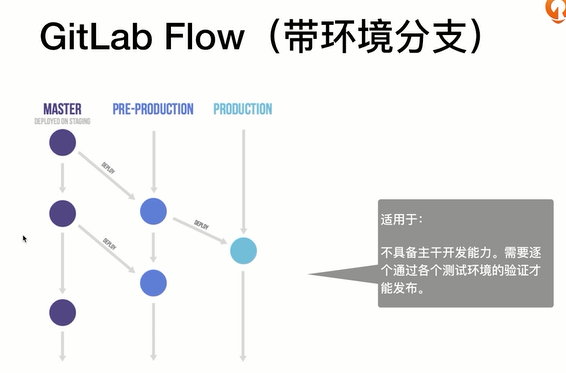 GitLab Flow（带环境分支）
MASTER
DEPLOYED ON STAGING
PRE-PRODUCTION
PRODUCTION
DEPLOY
DEPLOY
DEPLOY
适用于：
不具备主干开发能力。需要逐
个通过各个测试环境的验证才
能发布。